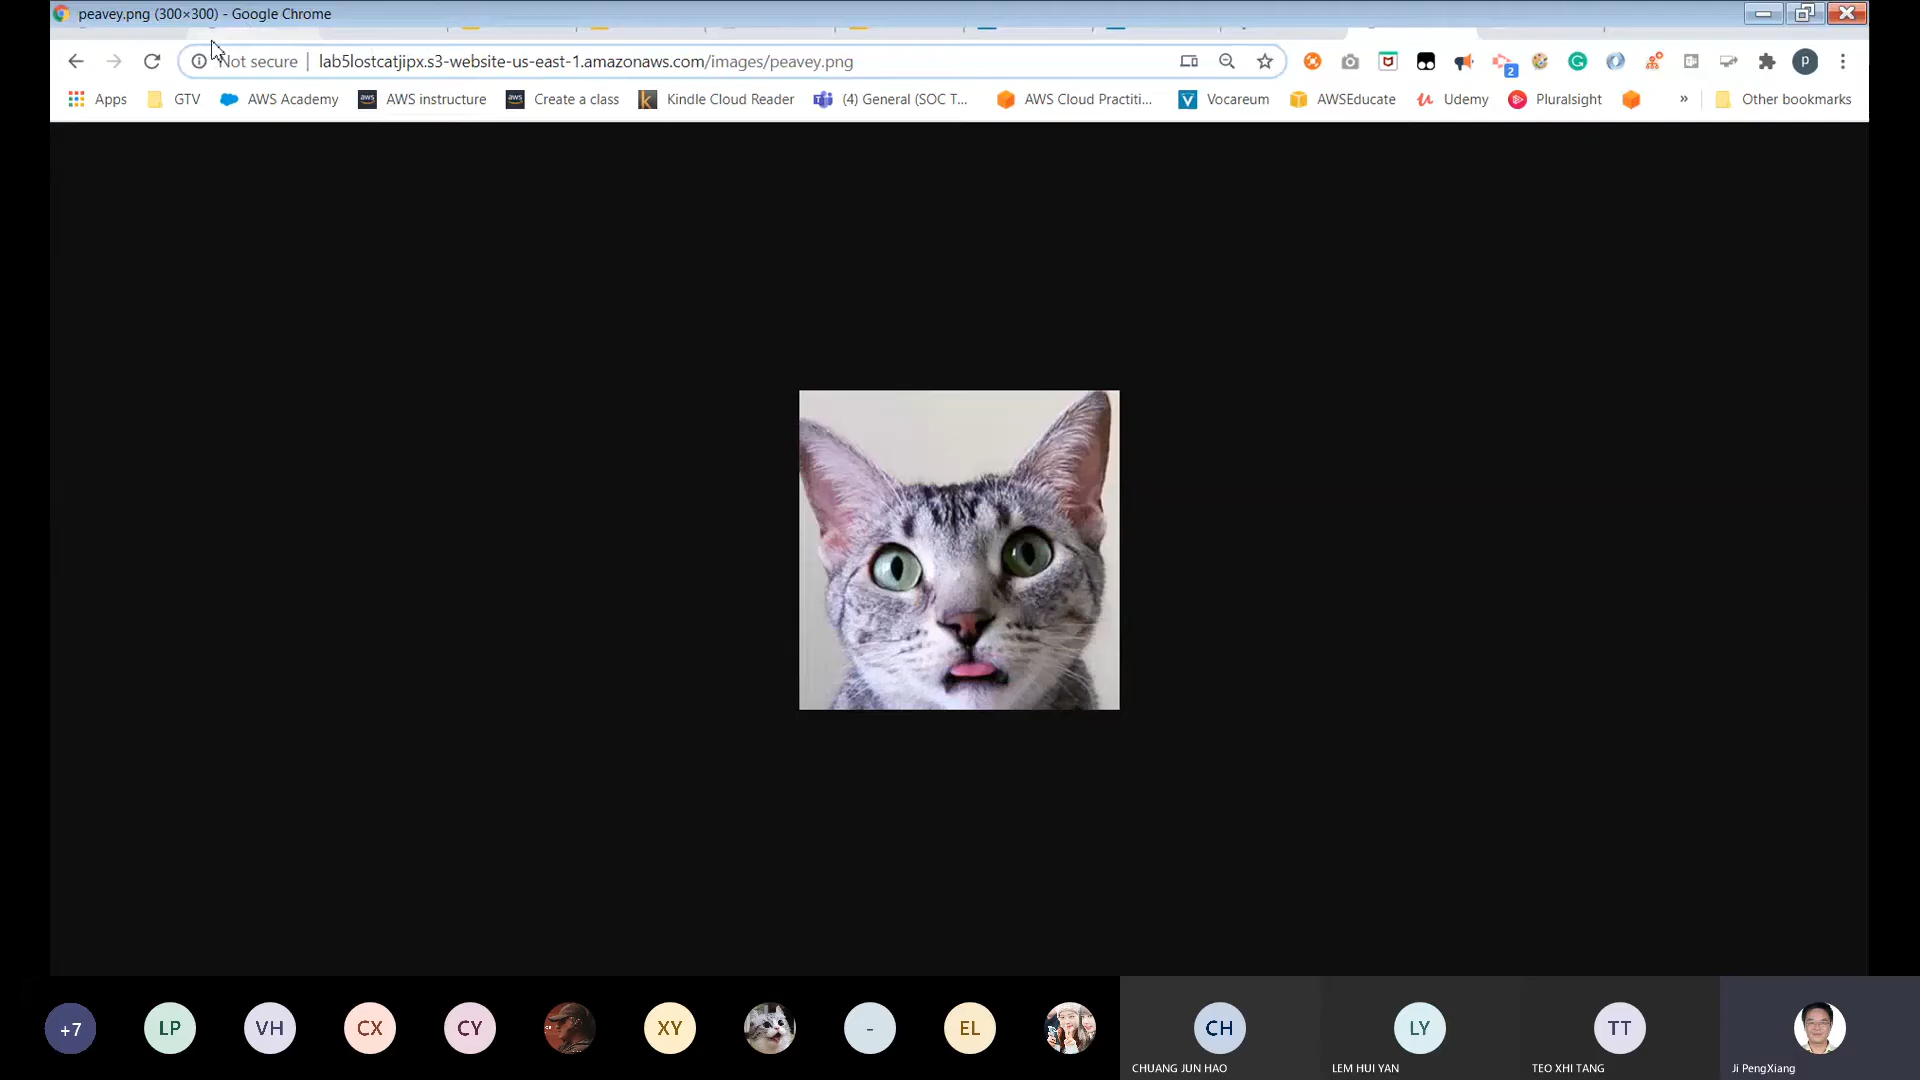 peavey.png (300×300) - Google Chrome
Not secure | lab5lostcatjipx.s3-website-us-east-1.amazonaws.com/images/peavey.png
2
p
Apps GTV AWS Academy aws AWS instructure aws Create a class Kindle Cloud Reader (4) General (SOC T... AWS Cloud Practiti... V Vocareum AWSEducate Udemy Pluralsight » Other bookmarks
+7 LP VH CX CY XY - EL CH LY TT
CHUANG JUN HAO LEM HUI YAN TEO XHI TANG Ji PengXiang